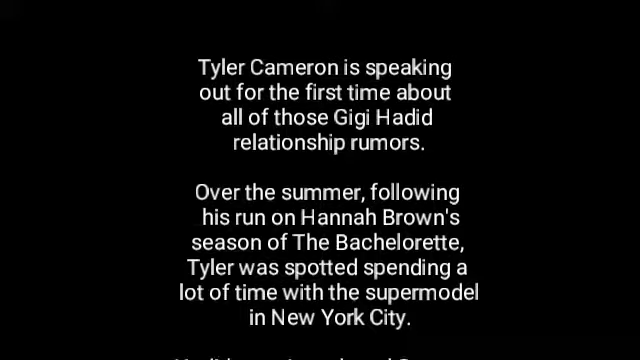 Tyler Cameron is speaking
out for the first time about
all of those Gigi Hadid
relationship rumors.
Over the summer, following
his run on Hannah Brown's
season of The Bachelorette,
Tyler was spotted spending a
lot of time with the supermodel
in New York City.